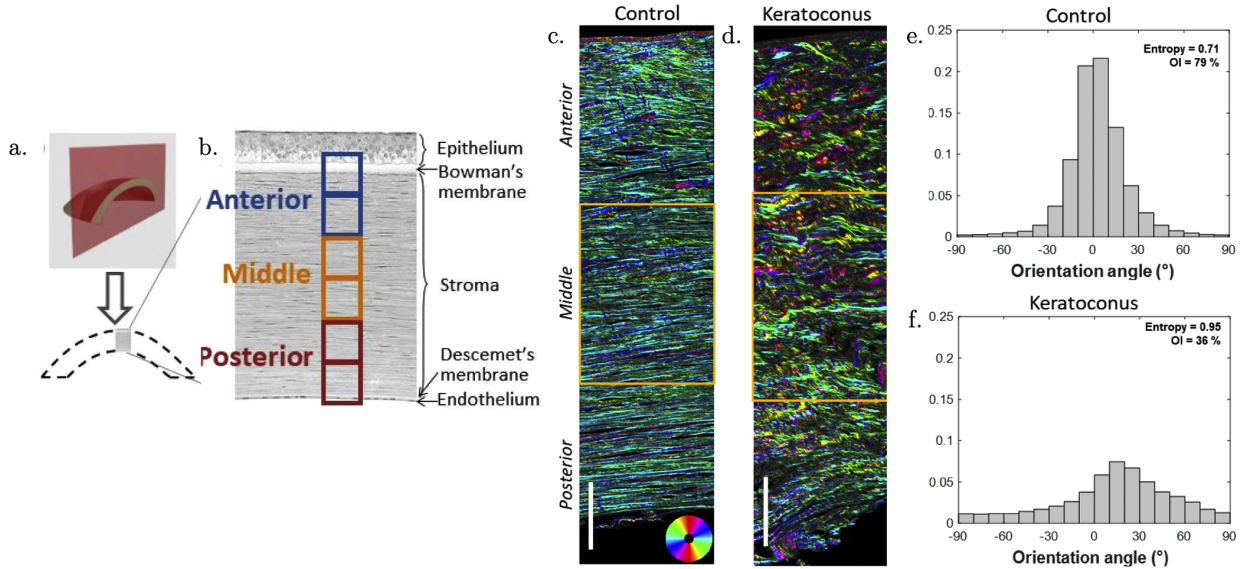 Control
Keratoconus
Control
a.
b.
c.
d.
e.
f.
Epithelium
Bowman's
membrane
Anterior
Middle
Posterior
Stroma
Descemet's
membrane
Endothelium
Anterior
Middle
Posterior
0.25
0.2
0.15
0.1
0.05
0
Entropy = 0.71
OI = 79 %
-90
-30
0
30
60
90
Orientation angle (°)
Keratoconus
0.25
0.2
0.15
0.1
0.05
0
Entropy = 0.95
OI = 36 %
-90
-60
-30
0
30
60
90
Orientation angle (°)